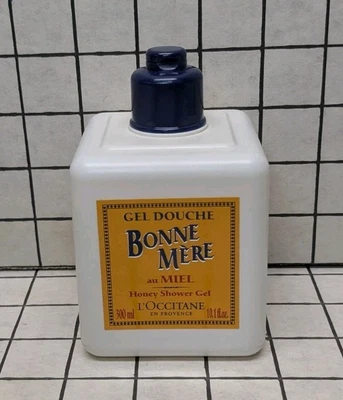 GEL DOUCHE
BONNE
MÈRE
au MIEL
Honey Shower Gel
L'OCCITANE
EN PROVENCE
300 ml 10.1 fl.oz.